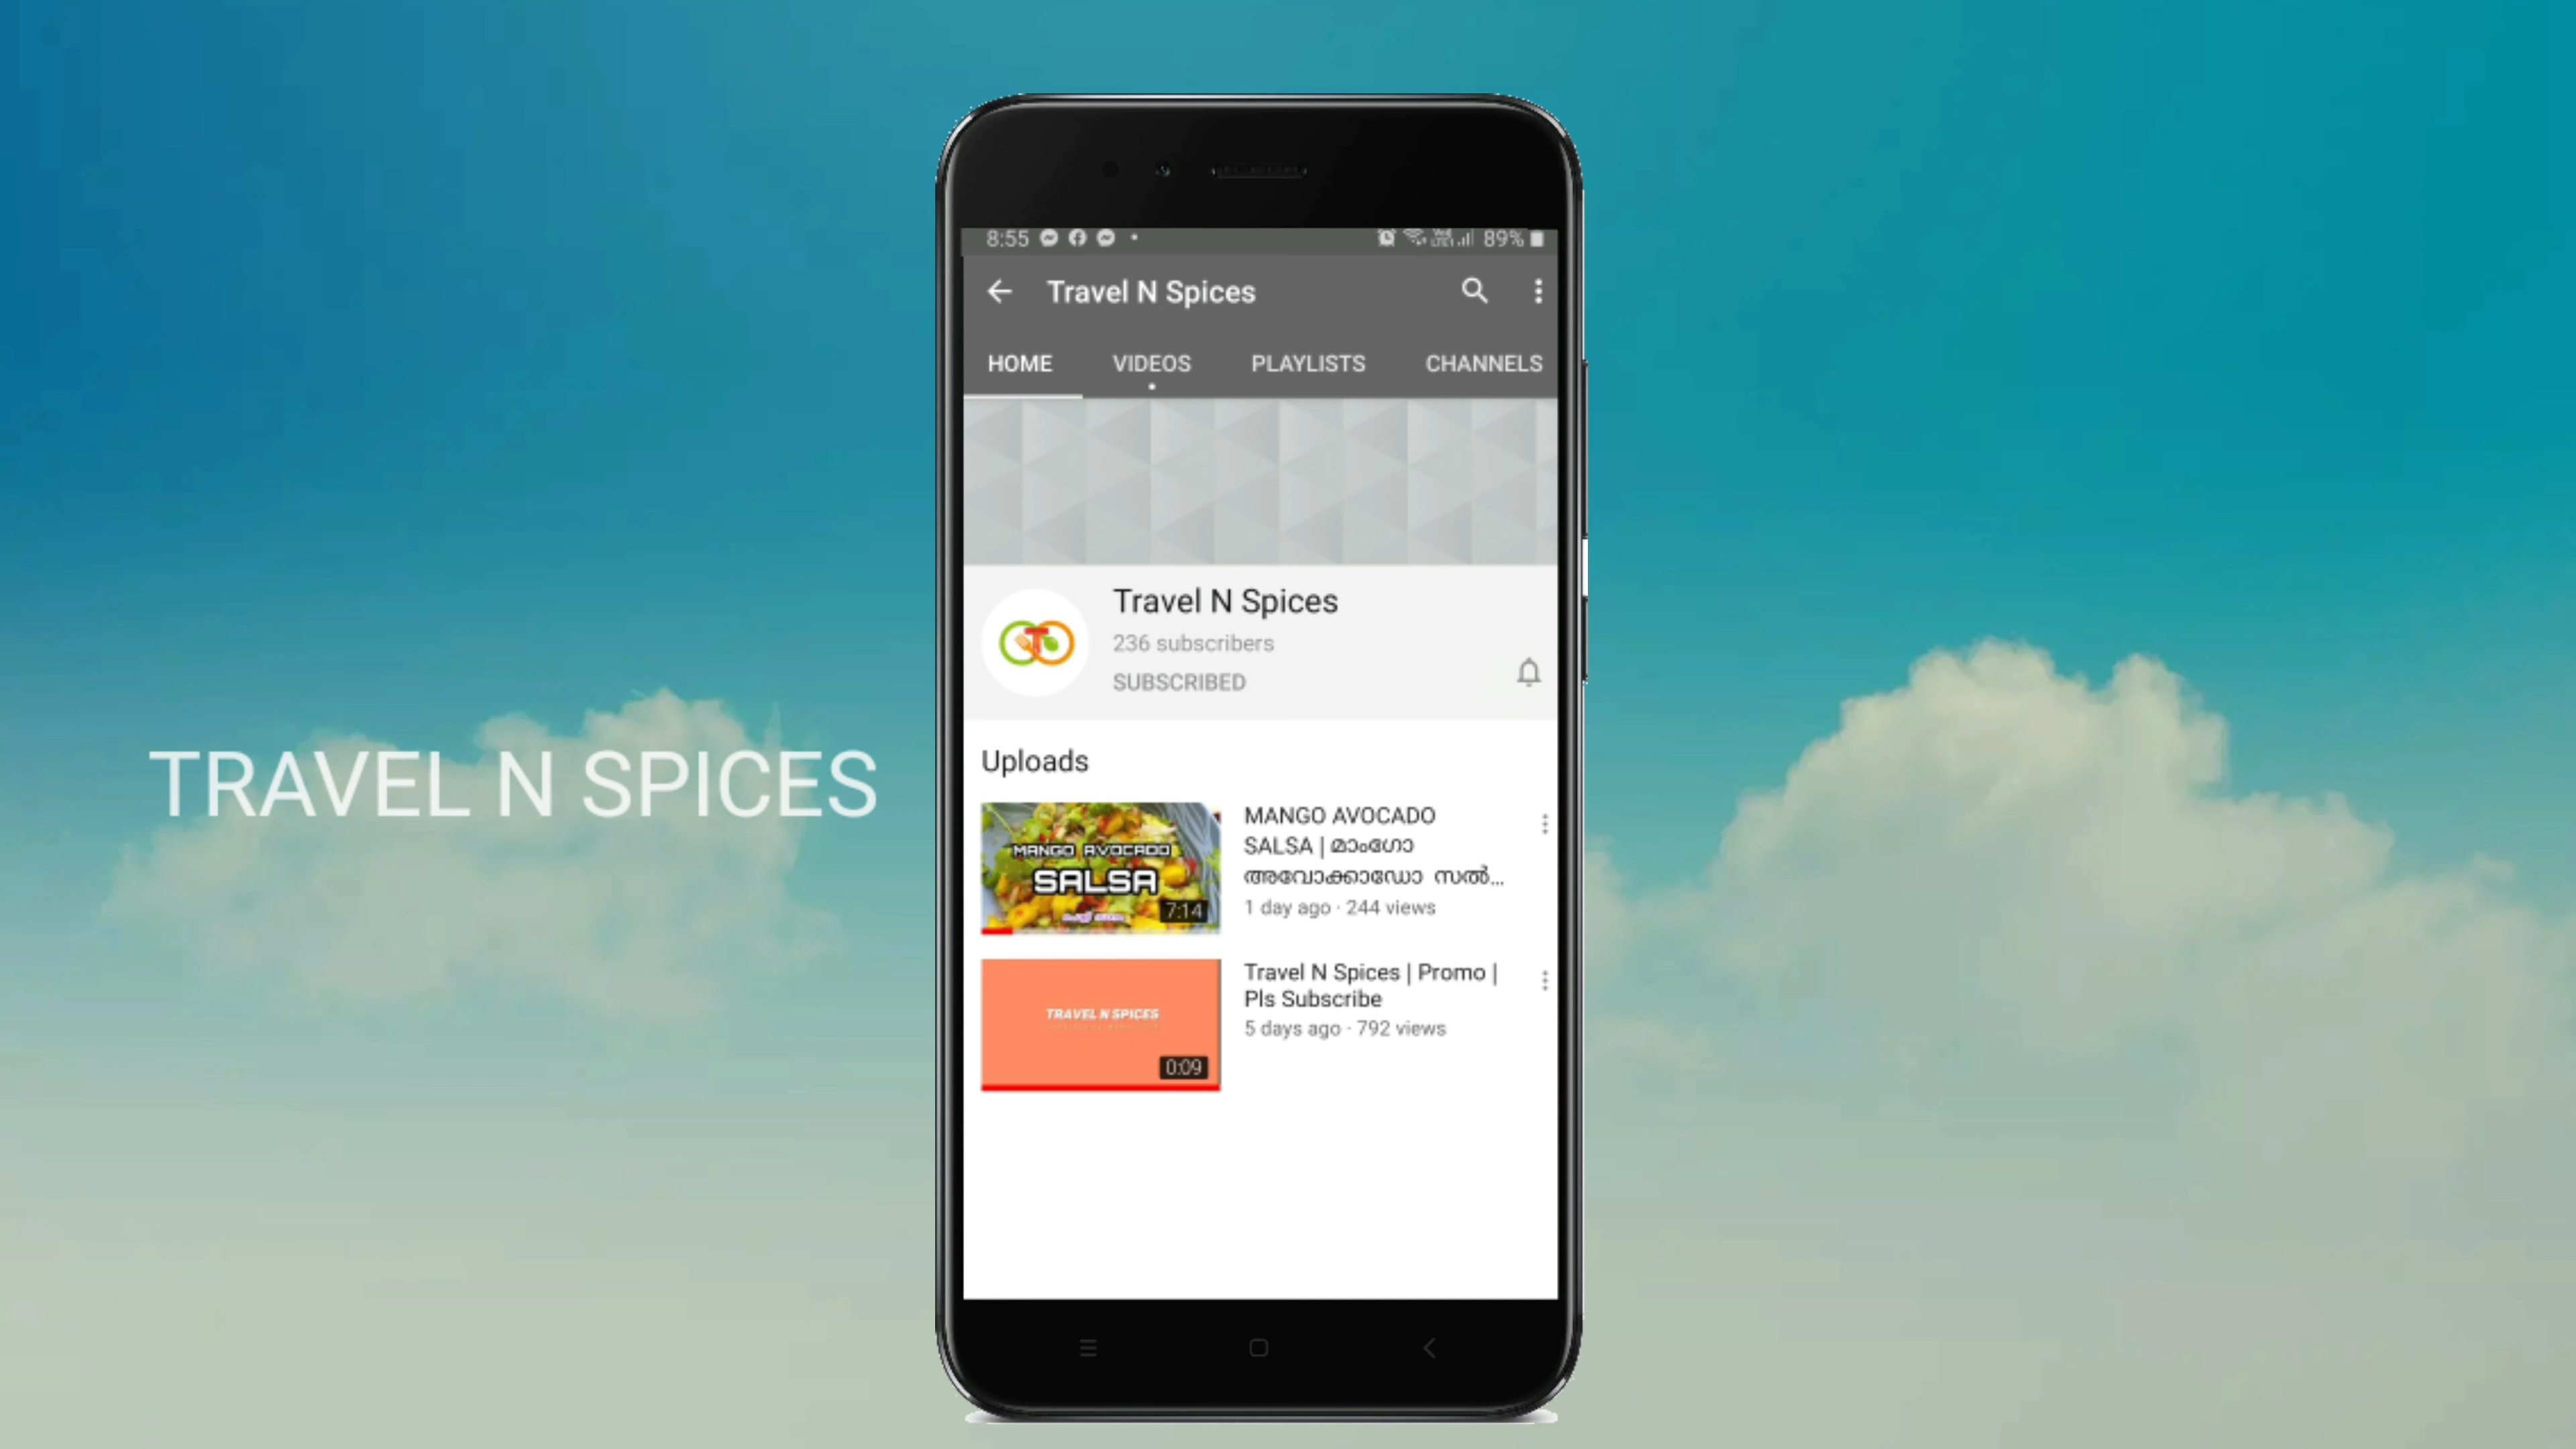 8:55
89%
Travel N Spices
HOME VIDEOS PLAYLISTS CHANNELS
Travel N Spices
236 subscribers
SUBSCRIBED
TRAVEL N SPICES
Uploads
MANGO AVOCADO
SALSA
7:14
MANGO AVOCADO
SALSA | മാംഗോ
അവോക്കാഡോ സൽ...
1 day ago · 244 views
TRAVEL N SPICES
0:09
Travel N Spices | Promo |
Pls Subscribe
5 days ago · 792 views